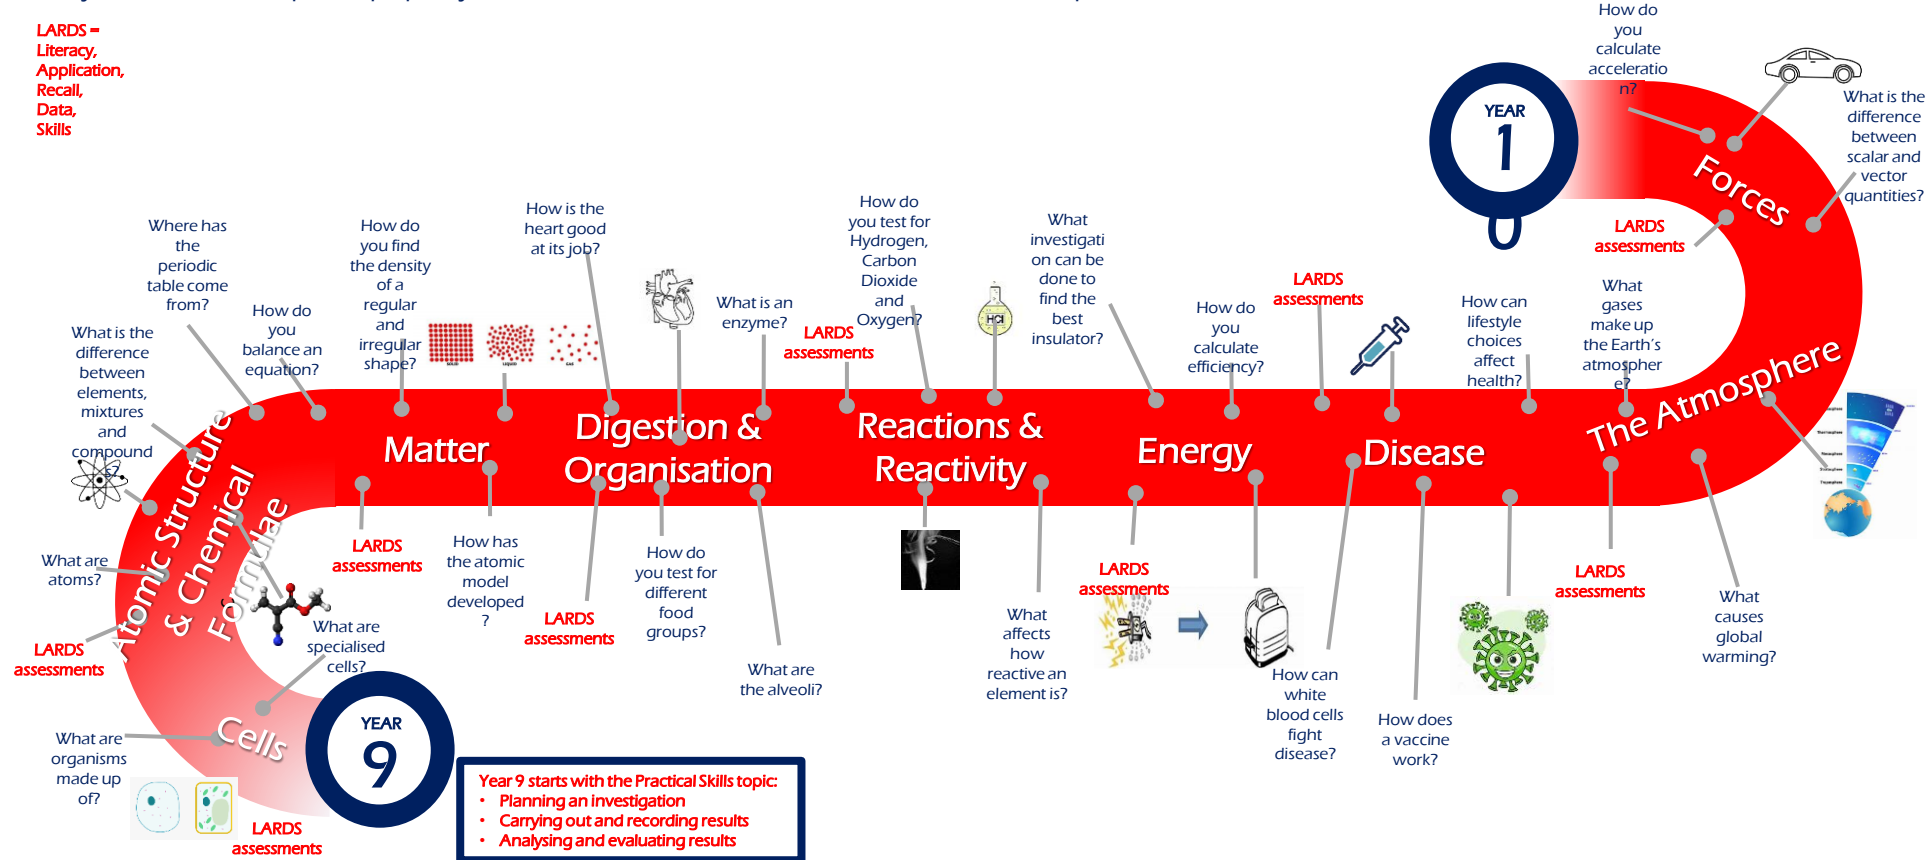 LARDS =
Literacy,
Application,
Recall,
Data,
Skills
How do
you
calculate
acceleratio
n?
What is the
difference
between
scalar and
vector
quantities?
YEAR
1
0
Forces
LARDS
assessments
What
gases
make up
the Earth's
atmospher
e?
The Atmosphere
How can
lifestyle
choices
affect
health?
LARDS
assessments
How do
you
calculate
efficiency?
What
investigati
on can be
done to
find the
best
insulator?
HCl
How do
you test for
Hydrogen,
Carbon
Dioxide
and
Oxygen?
LARDS
assessments
What is an
enzyme?
How is the
heart good
at its job?
SOLID
LIQUID
GAS
How do
you find
the density
of a
regular
and
irregular
shape?
How do
you
balance an
equation?
Where has
the
periodic
table come
from?
What is the
difference
between
elements,
mixtures
and
compound
s?
Matter
Digestion &
Organisation
Reactions &
Reactivity
Energy
Disease
Atomic Structure
& Chemical
Formulae
What are
atoms?
LARDS
assessments
LARDS
assessments
How has
the atomic
model
developed
?
LARDS
assessments
How do
you test for
different
food
groups?
What are
the alveoli?
What
affects
how
reactive an
element is?
LARDS
assessments
How can
white
blood cells
fight
disease?
How does
a vaccine
work?
LARDS
assessments
What
causes
global
warming?
What are
specialised
cells?
Cells
What are
organisms
made up
of?
LARDS
assessments
YEAR
9
Year 9 starts with the Practical Skills topic:
• Planning an investigation
• Carrying out and recording results
• Analysing and evaluating results